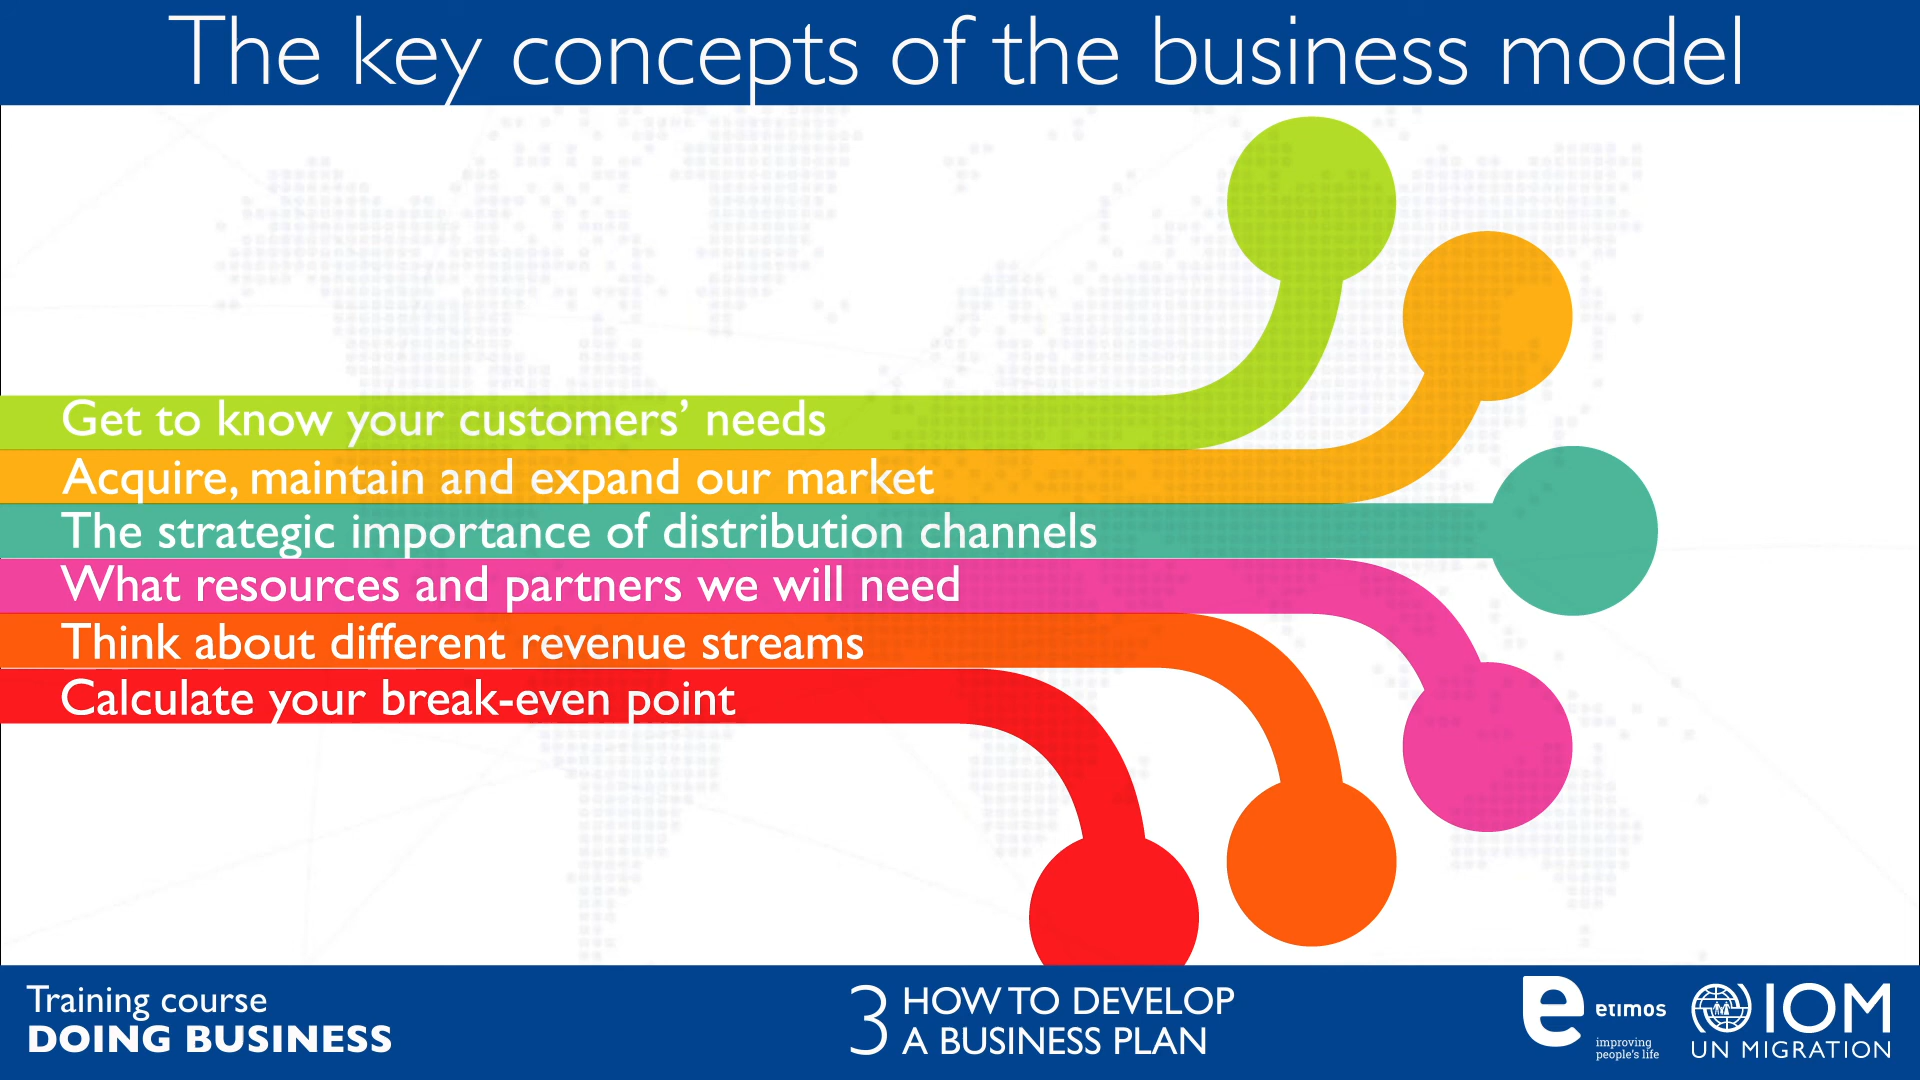 The key concepts of the business model
Get to know your customers’ needs
Acquire, maintain and expand our market
The strategic importance of distribution channels
What resources and partners we will need
Think about different revenue streams
Calculate your break-even point
Training course
DOING BUSINESS
3
HOW TO DEVELOP
A BUSINESS PLAN
e
etimos
improving
people's life
IOM
UN MIGRATION